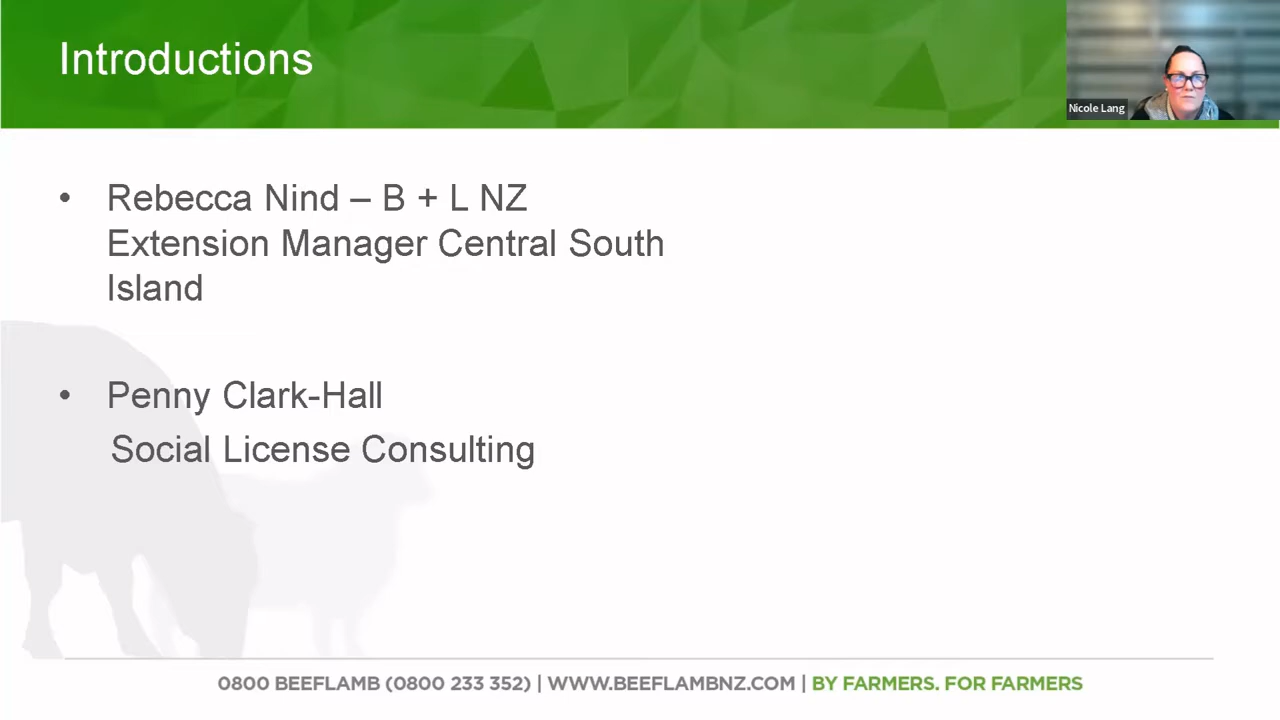 Introductions
Nicole Lang
• Rebecca Nind – B + L NZ
Extension Manager Central South
Island
• Penny Clark-Hall
Social License Consulting
0800 BEEFLAMB (0800 233 352) | WWW.BEEFLAMBNZ.COM | BY FARMERS. FOR FARMERS